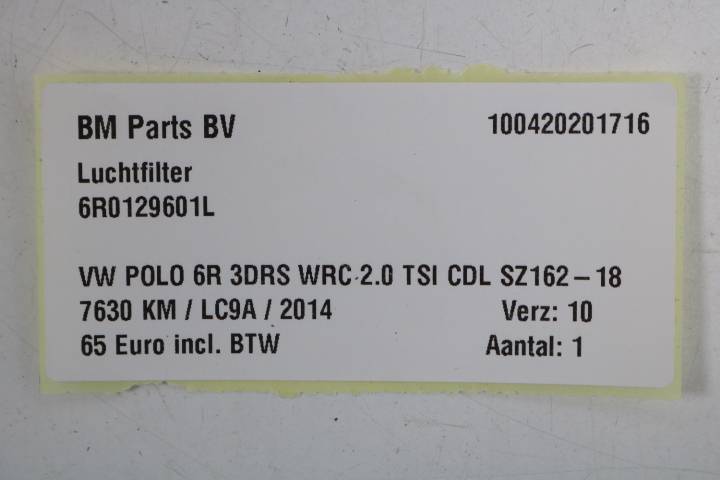 BM Parts BV 100420201716
Luchtfilter
6R0129601L
VW POLO 6R 3DRS WRC 2.0 TSI CDL SZ162-18
7630 KM / LC9A / 2014 Verz: 10
65 Euro incl. BTW Aantal: 1